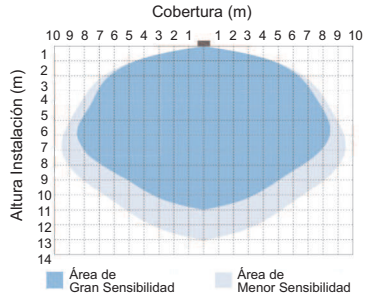 Cobertura (m)
10 9 8 7 6 5 4 3 2 1 1 2 3 4 5 6 7 8 9 10
Altura Instalación (m)
1
2
3
4
5
6
7
8
9
10
11
12
13
14
Área de
Gran Sensibilidad
Área de
Menor Sensibilidad